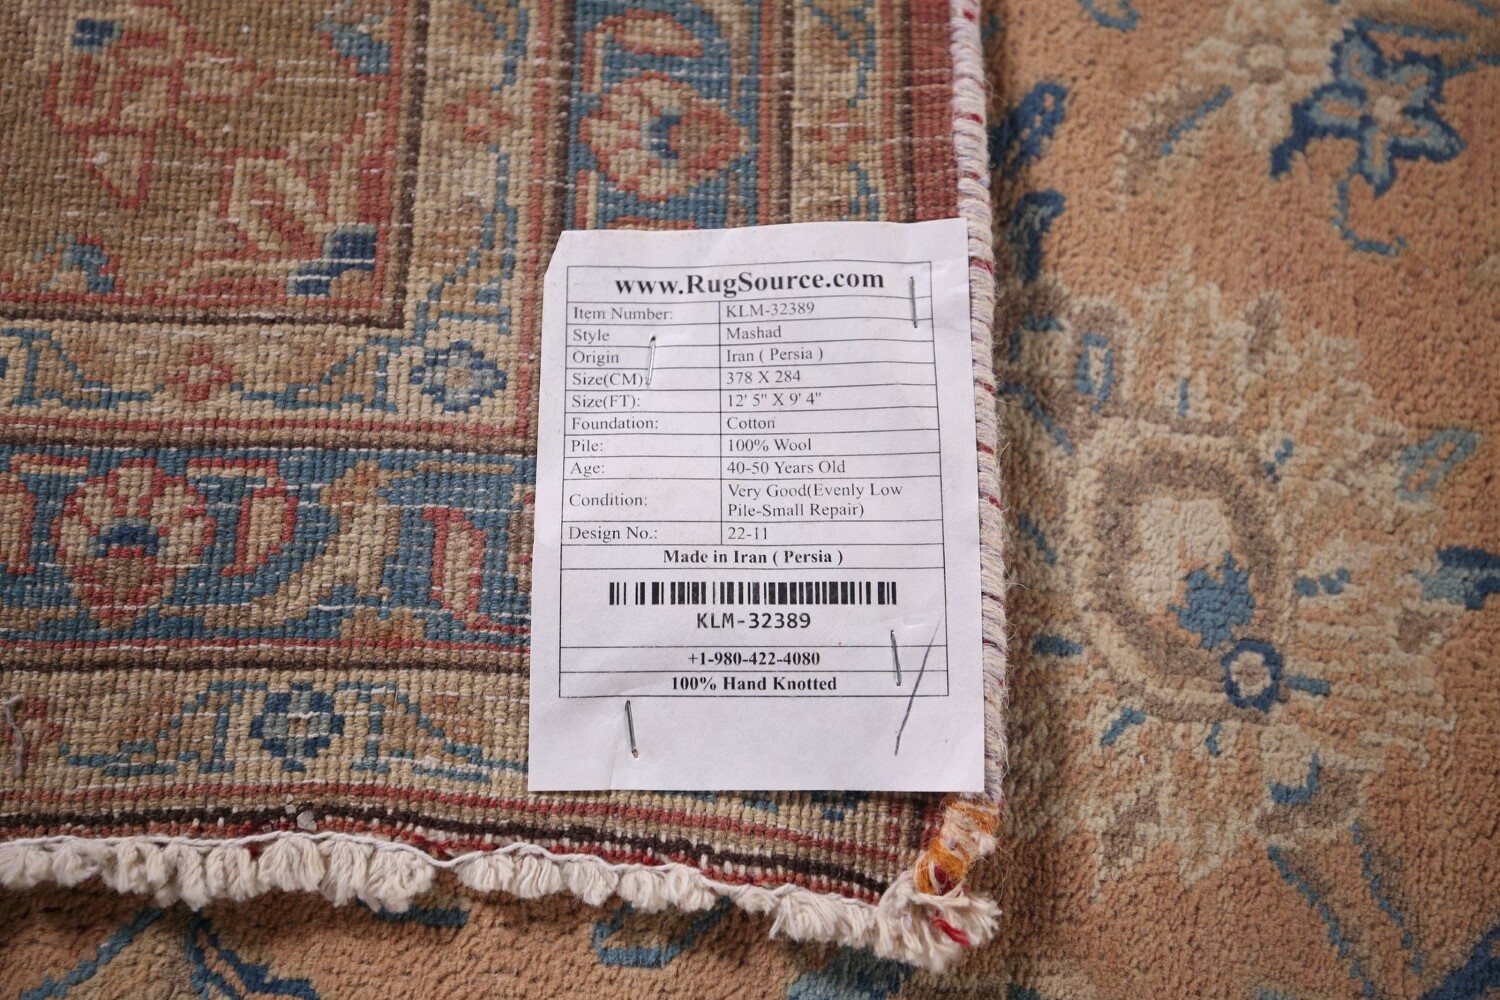 www.RugSource.com
Item Number: KLM-32389
Style Mashad
Origin Iran ( Persia )
Size(CM): 378 X 284
Size(FT): 12' 5" X 9' 4"
Foundation: Cotton
Pile: 100% Wool
Age: 40-50 Years Old
Condition: Very Good(Evenly Low
Pile-Small Repair)
Design No.: 22-11
Made in Iran ( Persia )
KLM-32389
+1-980-422-4080
100% Hand Knotted